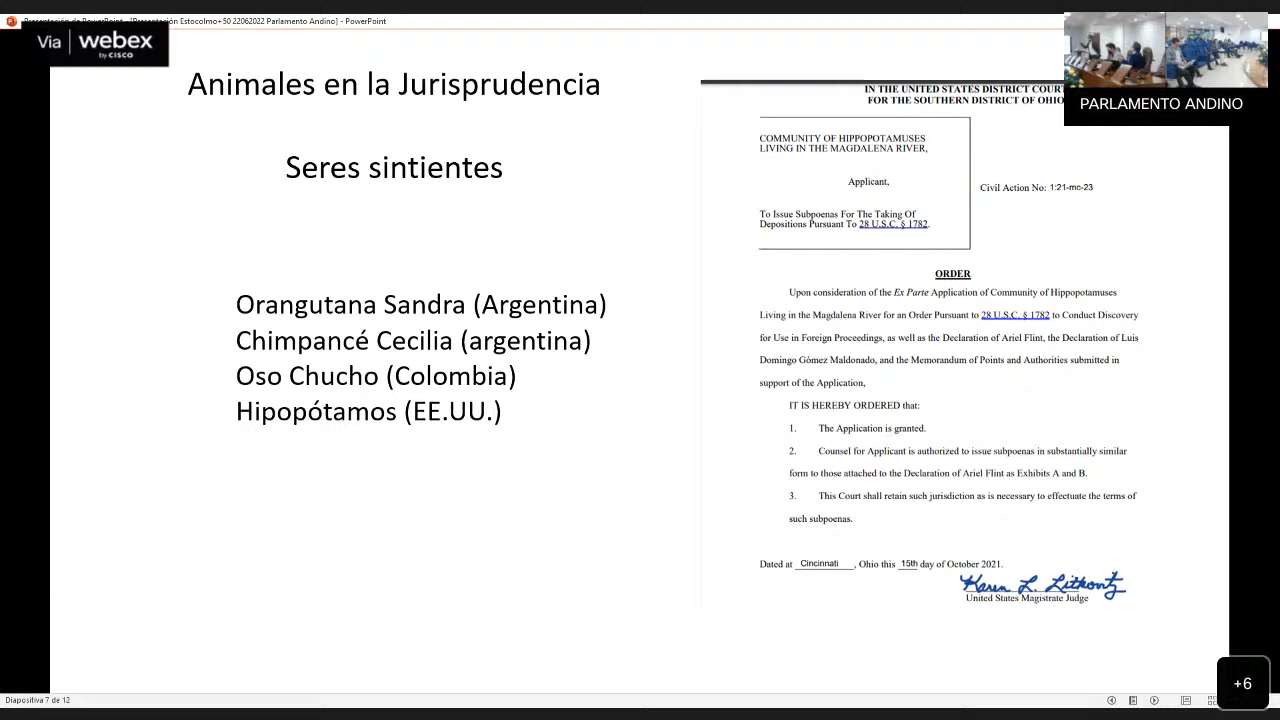 Presentación de PowerPoint - [Presentación Estocolmo+50 22062022 Parlamento Andino] - PowerPoint
Via | webex
by CISCO
PARLAMENTO ANDINO
Animales en la Jurisprudencia
Seres sintientes
Orangutana Sandra (Argentina)
Chimpancé Cecilia (argentina)
Oso Chucho (Colombia)
Hipopótamos (EE.UU.)
IN THE UNITED STATES DISTRICT COUR
FOR THE SOUTHERN DISTRICT OF OHIO
COMMUNITY OF HIPPOPOTAMUSES
LIVING IN THE MAGDALENA RIVER,
Applicant,
To Issue Subpoenas For The Taking Of
Depositions Pursuant To 28 U.S.C. § 1782.
Civil Action No: 1:21-mc-23
ORDER
Upon consideration of the Ex Parte Application of Community of Hippopotamuses
Living in the Magdalena River for an Order Pursuant to 28 U.S.C. § 1782 to Conduct Discovery
for Use in Foreign Proceedings, as well as the Declaration of Ariel Flint, the Declaration of Luis
Domingo Gómez Maldonado, and the Memorandum of Points and Authorities submitted in
support of the Application,
IT IS HEREBY ORDERED that:
1. The Application is granted.
2. Counsel for Applicant is authorized to issue subpoenas in substantially similar
form to those attached to the Declaration of Ariel Flint as Exhibits A and B.
3. This Court shall retain such jurisdiction as is necessary to effectuate the terms of
such subpoenas.
Dated at Cincinnati, Ohio this 15th day of October 2021.
Karen L. Litkovitz
United States Magistrate Judge
+6
Diapositiva 7 de 12